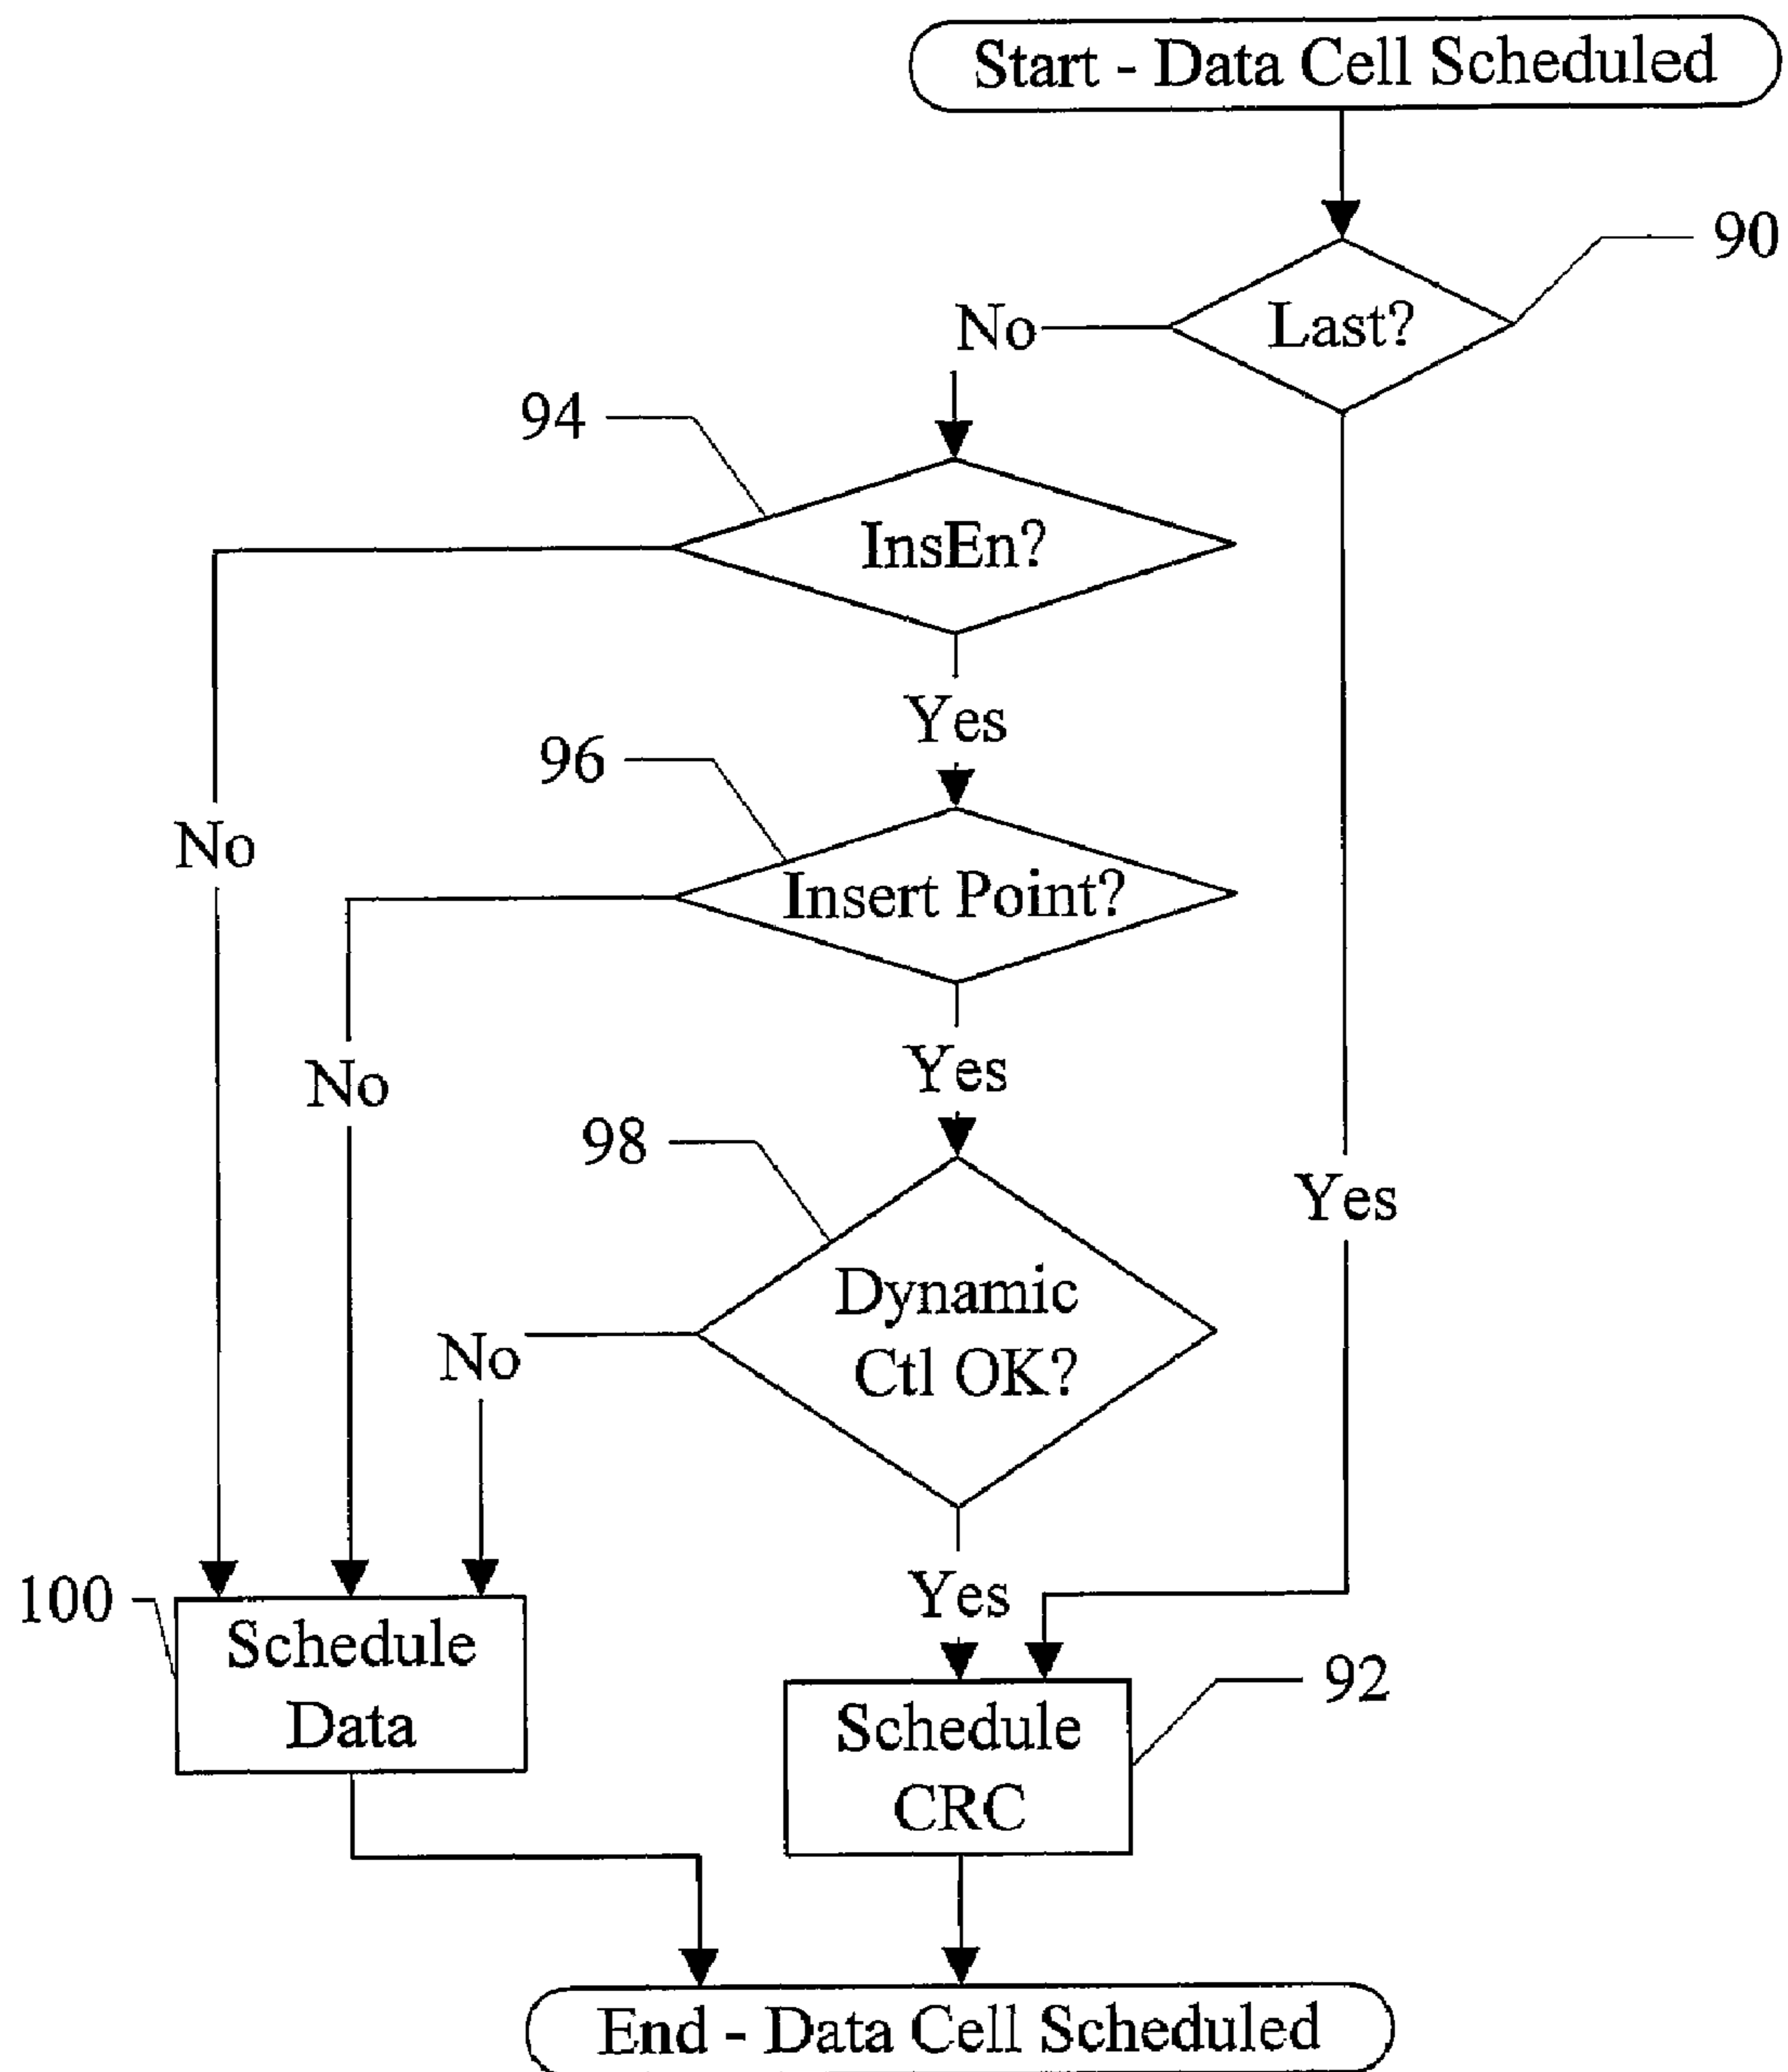 Start - Data Cell Scheduled
90
Last?
No
94
InsEn?
Yes
96
No
Insert Point?
Yes
No
98
Yes
Dynamic
Ctl OK?
No
100
Yes
Schedule
Data
92
Schedule
CRC
End - Data Cell Scheduled